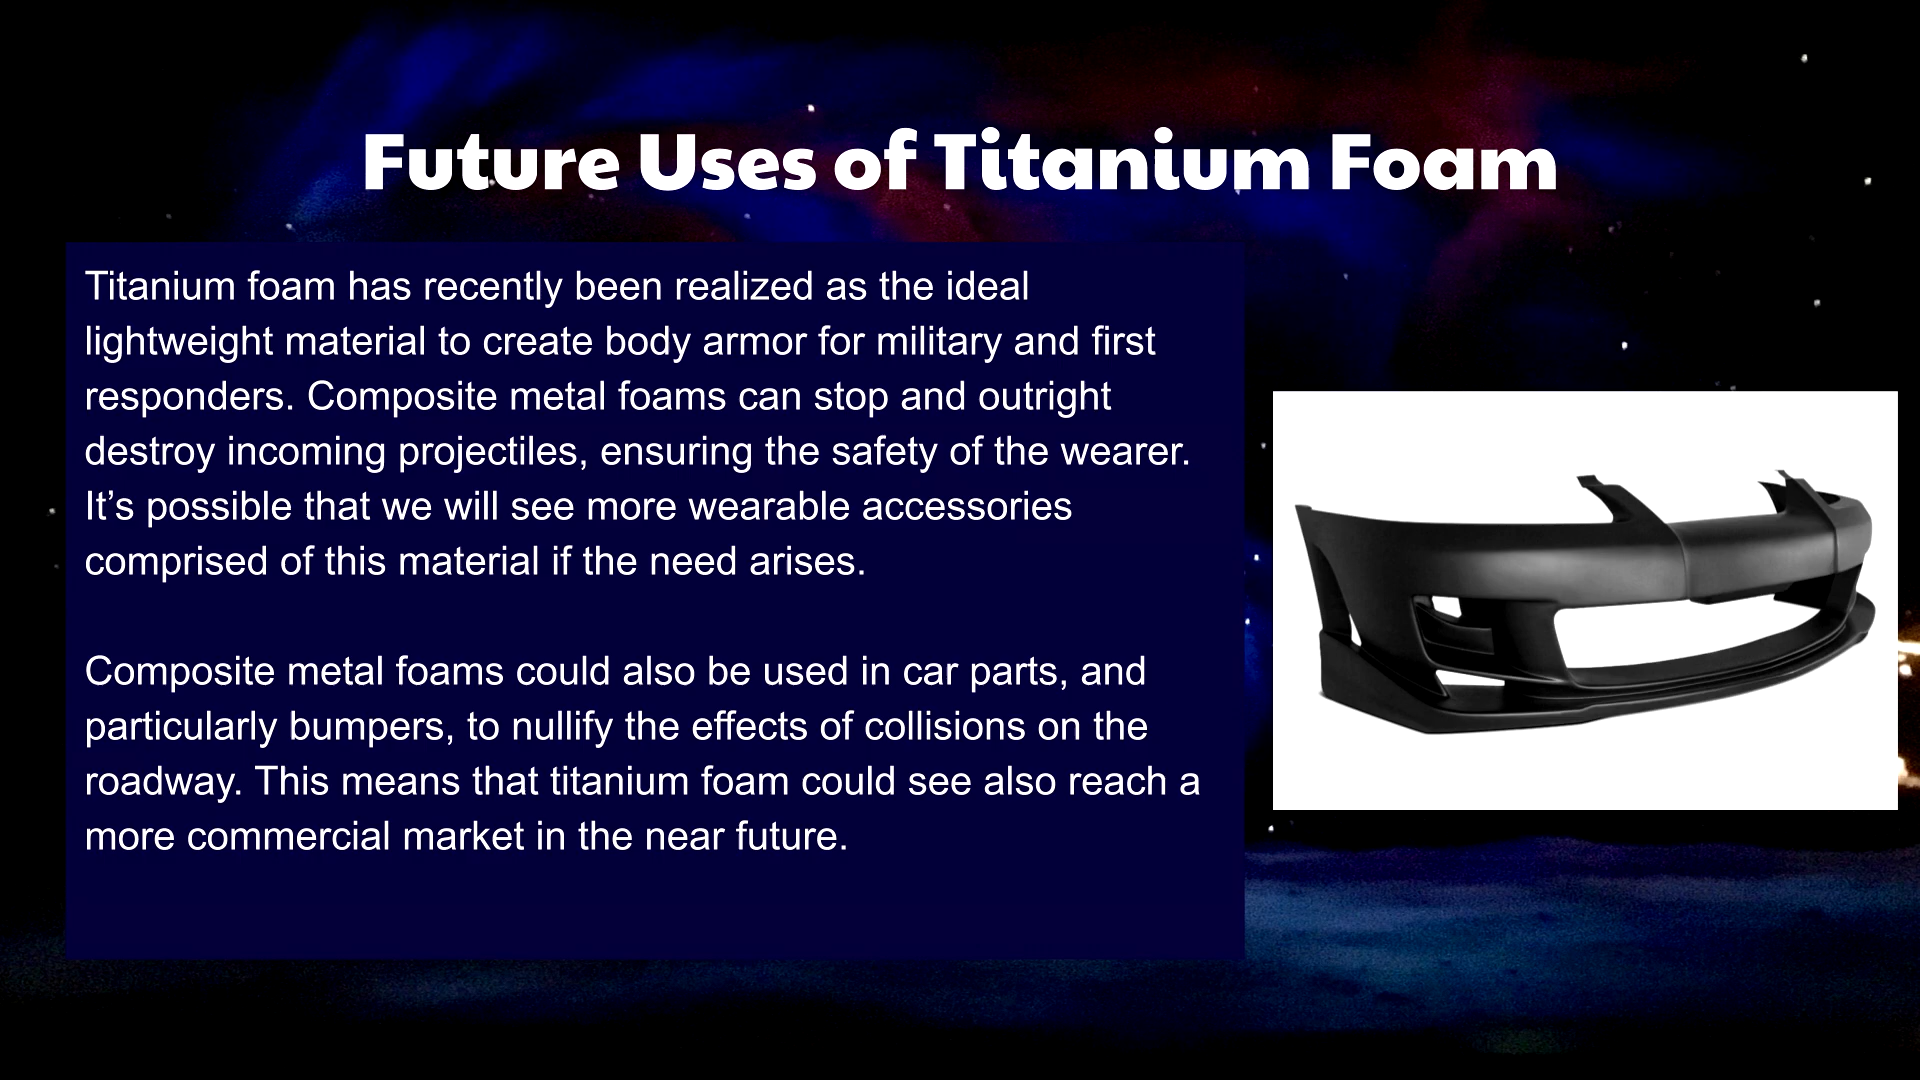 Future Uses of Titanium Foam
Titanium foam has recently been realized as the ideal
lightweight material to create body armor for military and first
responders. Composite metal foams can stop and outright
destroy incoming projectiles, ensuring the safety of the wearer.
It’s possible that we will see more wearable accessories
comprised of this material if the need arises.
Composite metal foams could also be used in car parts, and
particularly bumpers, to nullify the effects of collisions on the
roadway. This means that titanium foam could see also reach a
more commercial market in the near future.